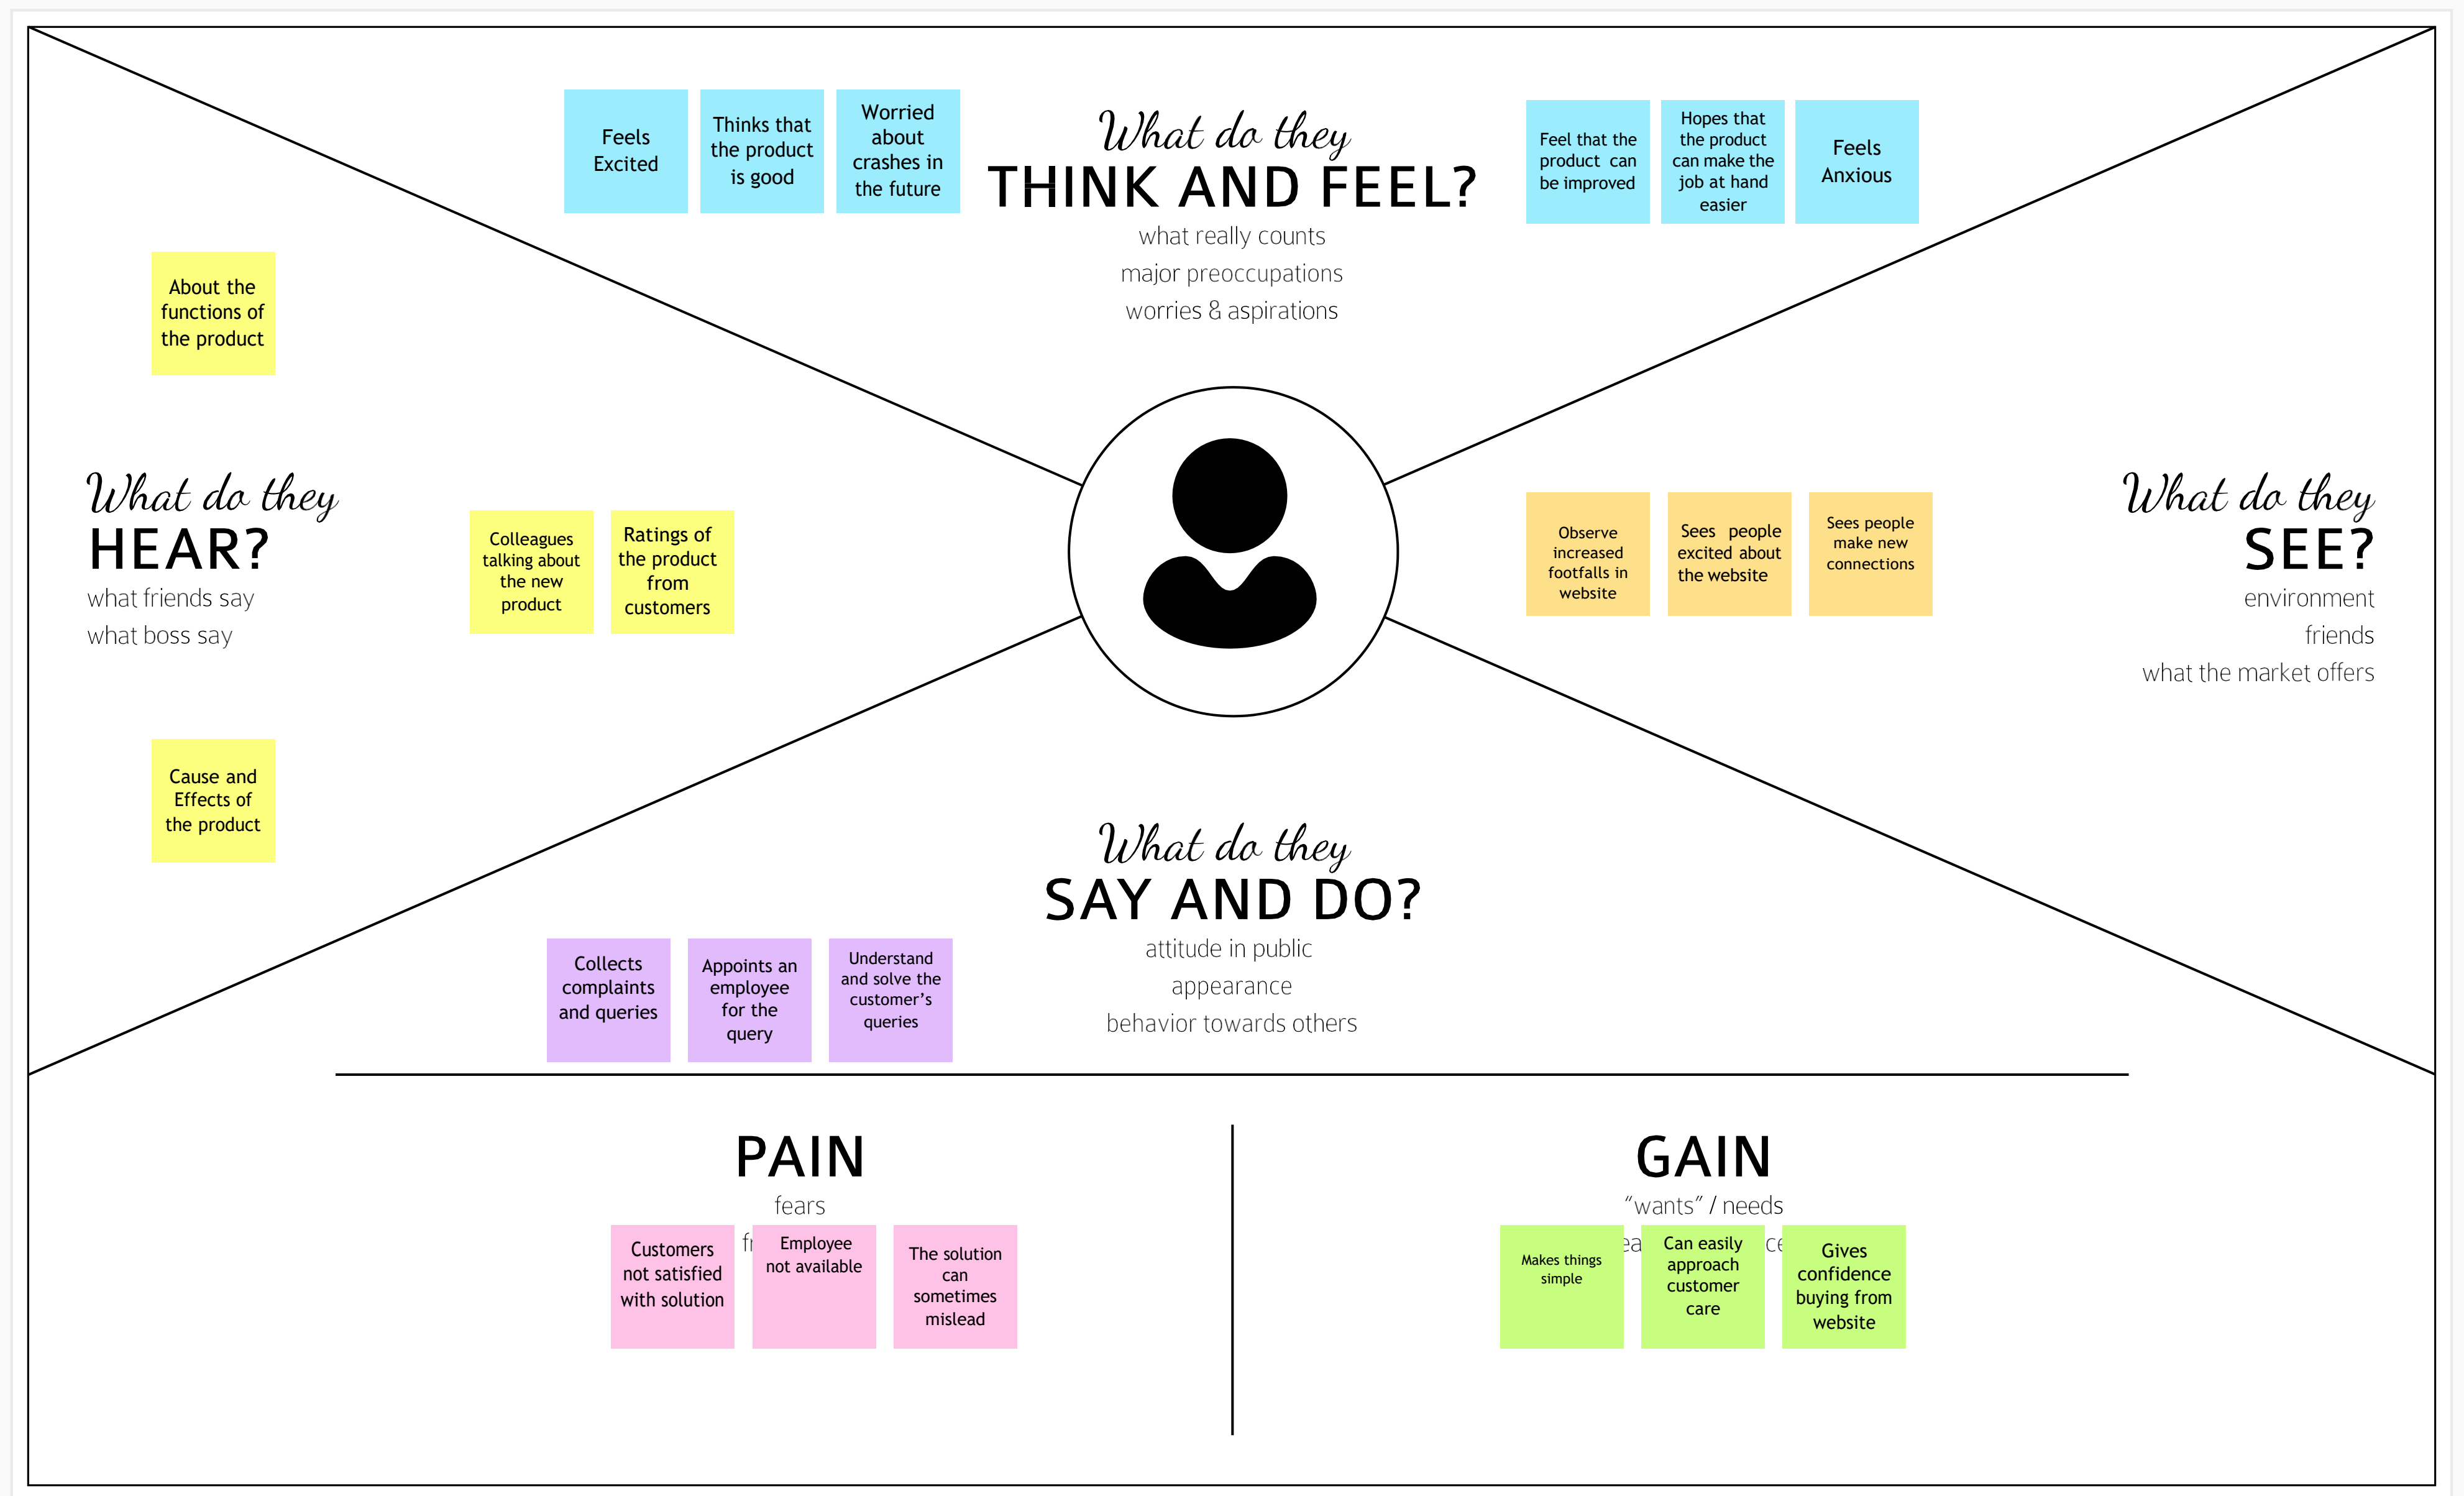 Feels
Excited
Thinks that
the product
is good
Worried
about
crashes in
the future
What do they
THINK AND FEEL?
what really counts
major preoccupations
worries & aspirations
Feel that the
product can
be improved
Hopes that
the product
can make the
job at hand
easier
Feels
Anxious
About the
functions of
the product
What do they
HEAR?
what friends say
what boss say
Colleagues
talking about
the new
product
Ratings of
the product
from
customers
Cause and
Effects of
the product
Observe
increased
footfalls in
website
Sees people
excited about
the website
Sees people
make new
connections
What do they
SEE?
environment
friends
what the market offers
What do they
SAY AND DO?
attitude in public
appearance
behavior towards others
Collects
complaints
and queries
Appoints an
employee
for the
query
Understand
and solve the
customer's
queries
PAIN
fears
Customers
not satisfied
with solution
Employee
not available
The solution
can
sometimes
mislead
GAIN
"wants" / needs
Makes things
simple
Can easily
approach
customer
care
Gives
confidence
buying from
website